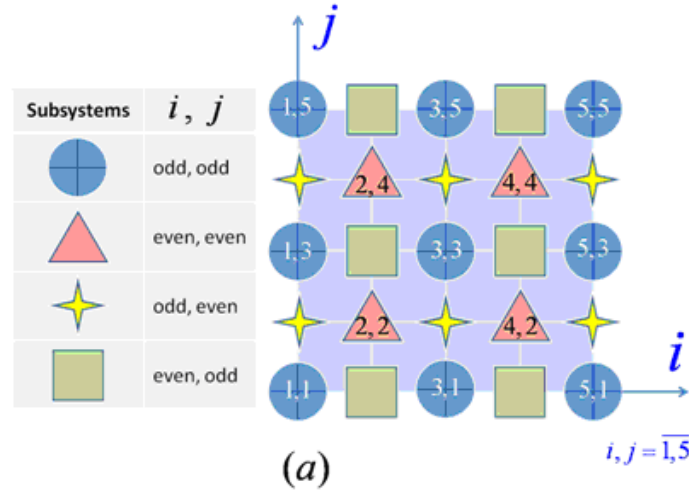 j
Subsystems i, j
odd, odd
even, even
odd, even
even, odd
1,5 3,5 5,5
2,4 4,4
1,3 3,3 5,3
2,2 4,2
1,1 3,1 5,1
i
i, j = \overline{1,5}
(a)